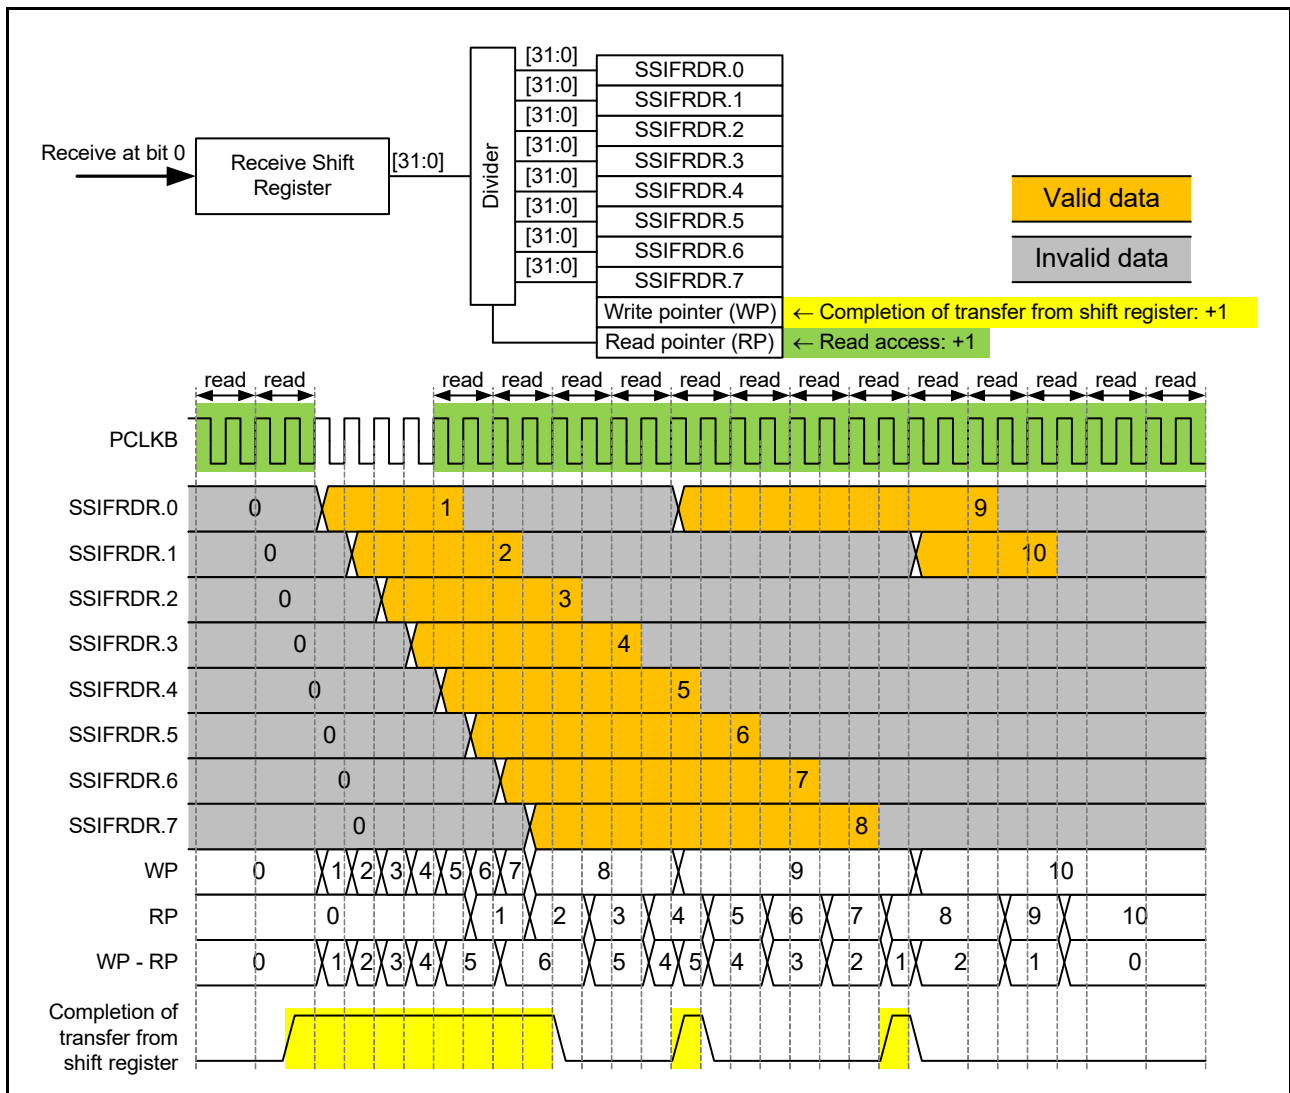 [31:0]
SSIFRDR.0
[31:0]
SSIFRDR.1
[31:0]
SSIFRDR.2
[31:0]
SSIFRDR.3
[31:0]
SSIFRDR.4
[31:0]
SSIFRDR.5
[31:0]
SSIFRDR.6
[31:0]
SSIFRDR.7
Receive at bit 0
Receive Shift
Register
[31:0]
Divider
Valid data
Invalid data
Write pointer (WP) ← Completion of transfer from shift register: +1
Read pointer (RP) ← Read access: +1
read read read read read read read read read read read read read read read
PCLKB
SSIFRDR.0 0 1 9
SSIFRDR.1 0 2 10
SSIFRDR.2 0 3
SSIFRDR.3 0 4
SSIFRDR.4 0 5
SSIFRDR.5 0 6
SSIFRDR.6 0 7
SSIFRDR.7 0 8
WP 0 1 2 3 4 5 6 7 8 9 10
RP 0 1 2 3 4 5 6 7 8 9 10
WP - RP 0 1 2 3 4 5 6 5 4 5 4 3 2 1 2 1 0
Completion of
transfer from
shift register